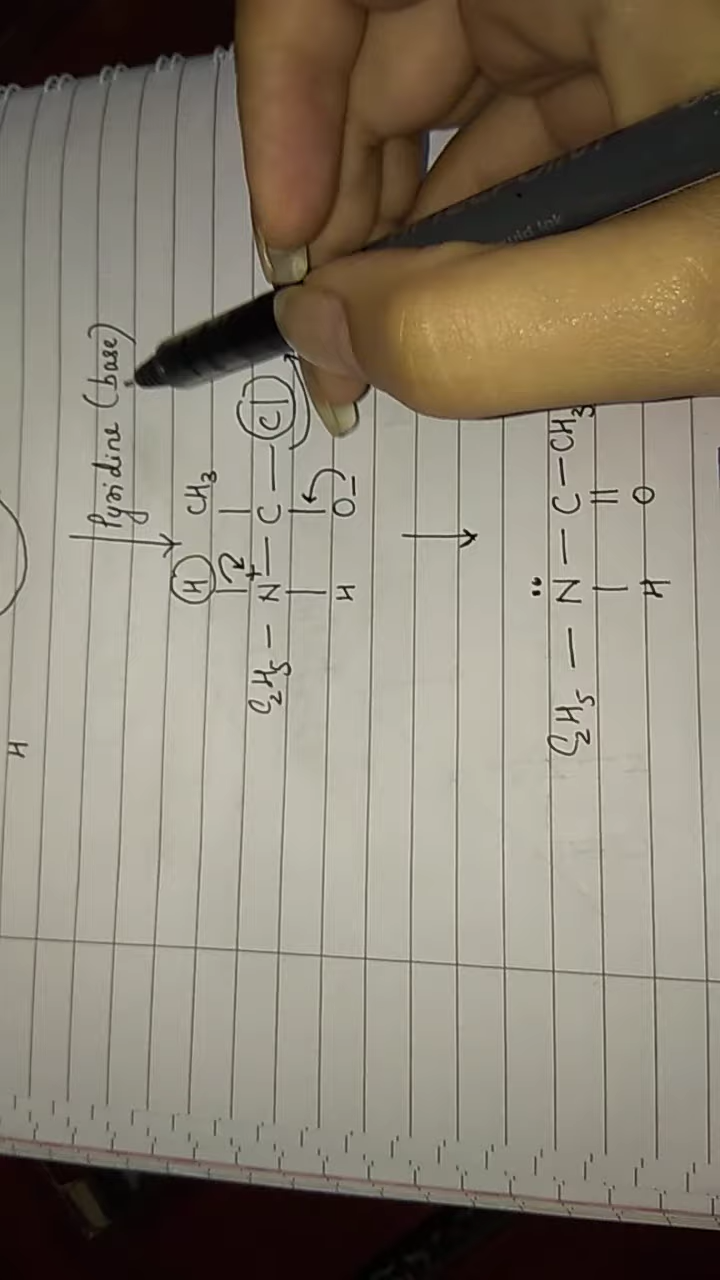 H
Pyridine (base)
H CH₃
C₂H₅ — N⁺ — C — Cl
H O⁻
C₂H₅ — N̈ — C — CH₃
H O